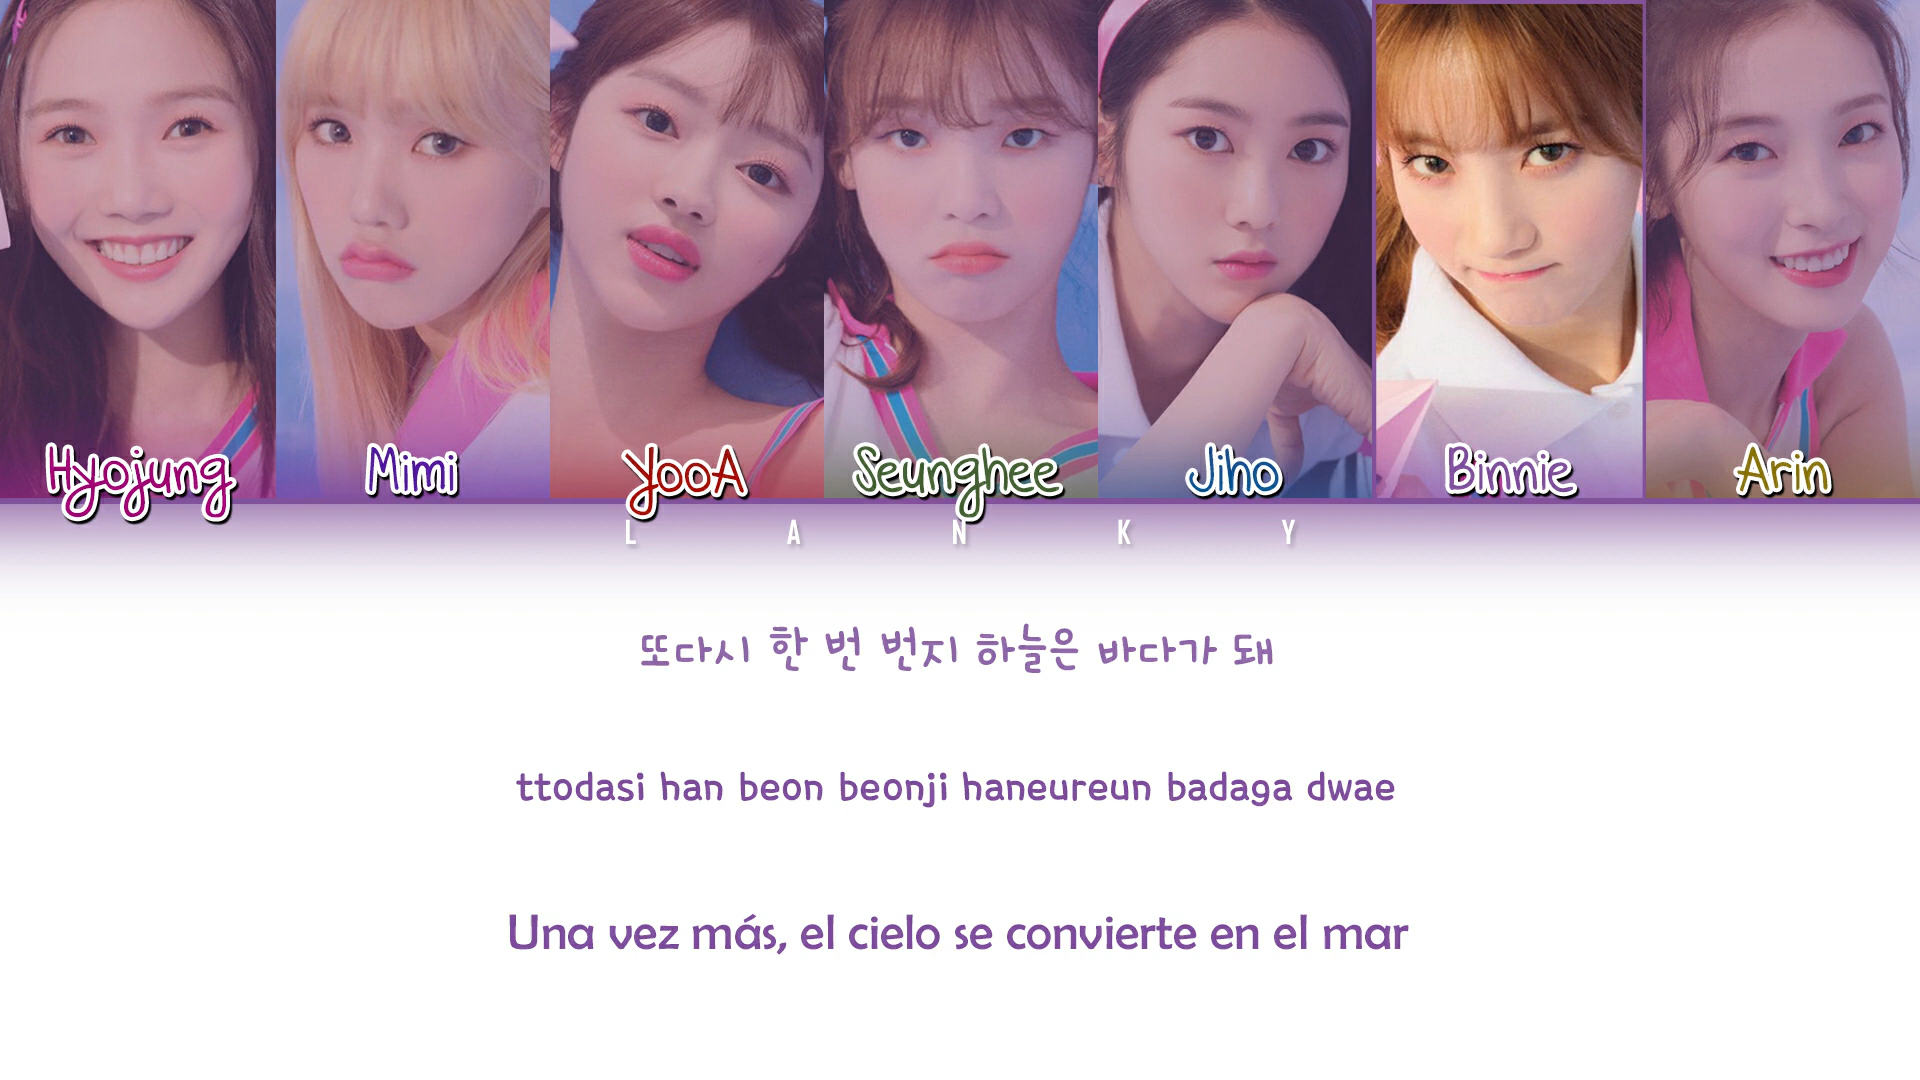 Hyojung Mimi YooA Seunghee Jiho Binnie Arin
L A N K Y
또다시 한 번 번지 하늘은 바다가 돼
ttodasi han beon beonji haneureun badaga dwae
Una vez más, el cielo se convierte en el mar